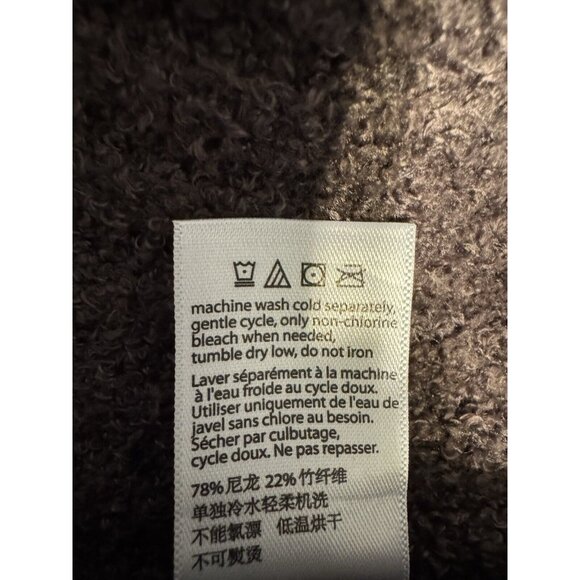 machine wash cold separately,
gentle cycle, only non-chlorine
bleach when needed,
tumble dry low, do not iron
Laver séparément à la machine
à l'eau froide au cycle doux.
Utiliser uniquement de l'eau de
javel sans chlore au besoin.
Sécher par culbutage,
cycle doux. Ne pas repasser.
78% 尼龙 22% 竹纤维
单独冷水轻柔机洗
不能氯漂 低温烘干
不可熨烫